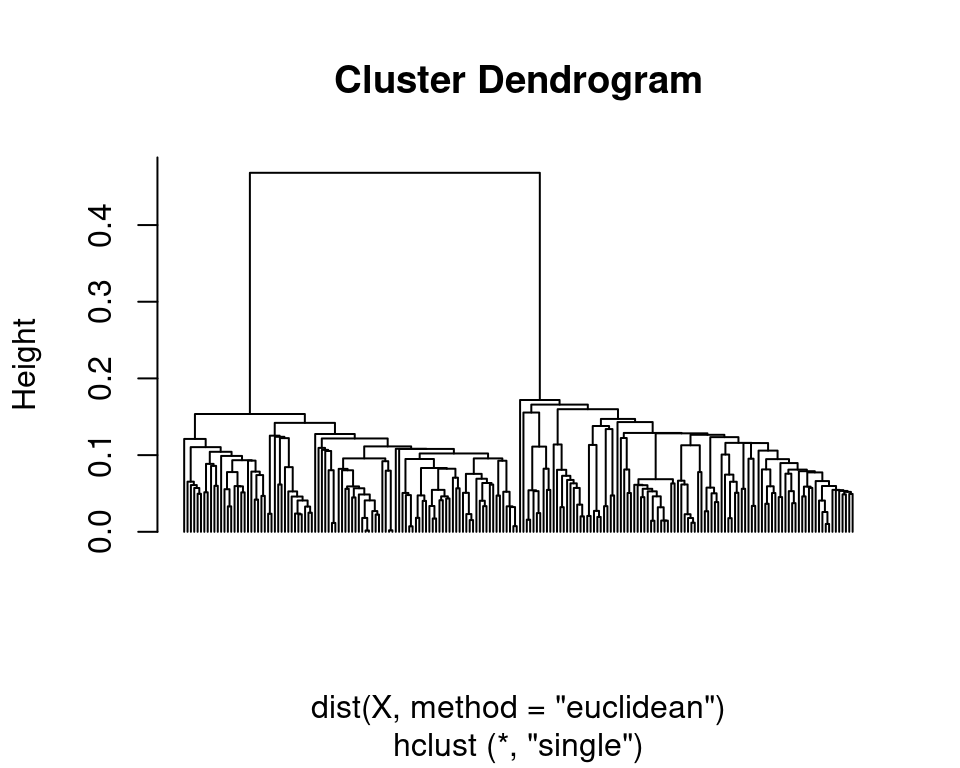 Cluster Dendrogram
Height
0.4
0.3
0.2
0.1
0.0
dist(X, method = "euclidean")
hclust (*, "single")